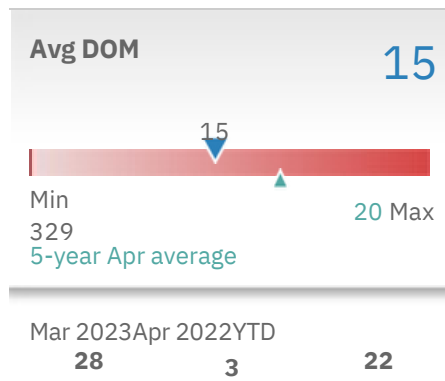 Avg DOM
15
15
Min
20 Max
329
5-year Apr average
Mar 2023Apr 2022YTD
28 3 22